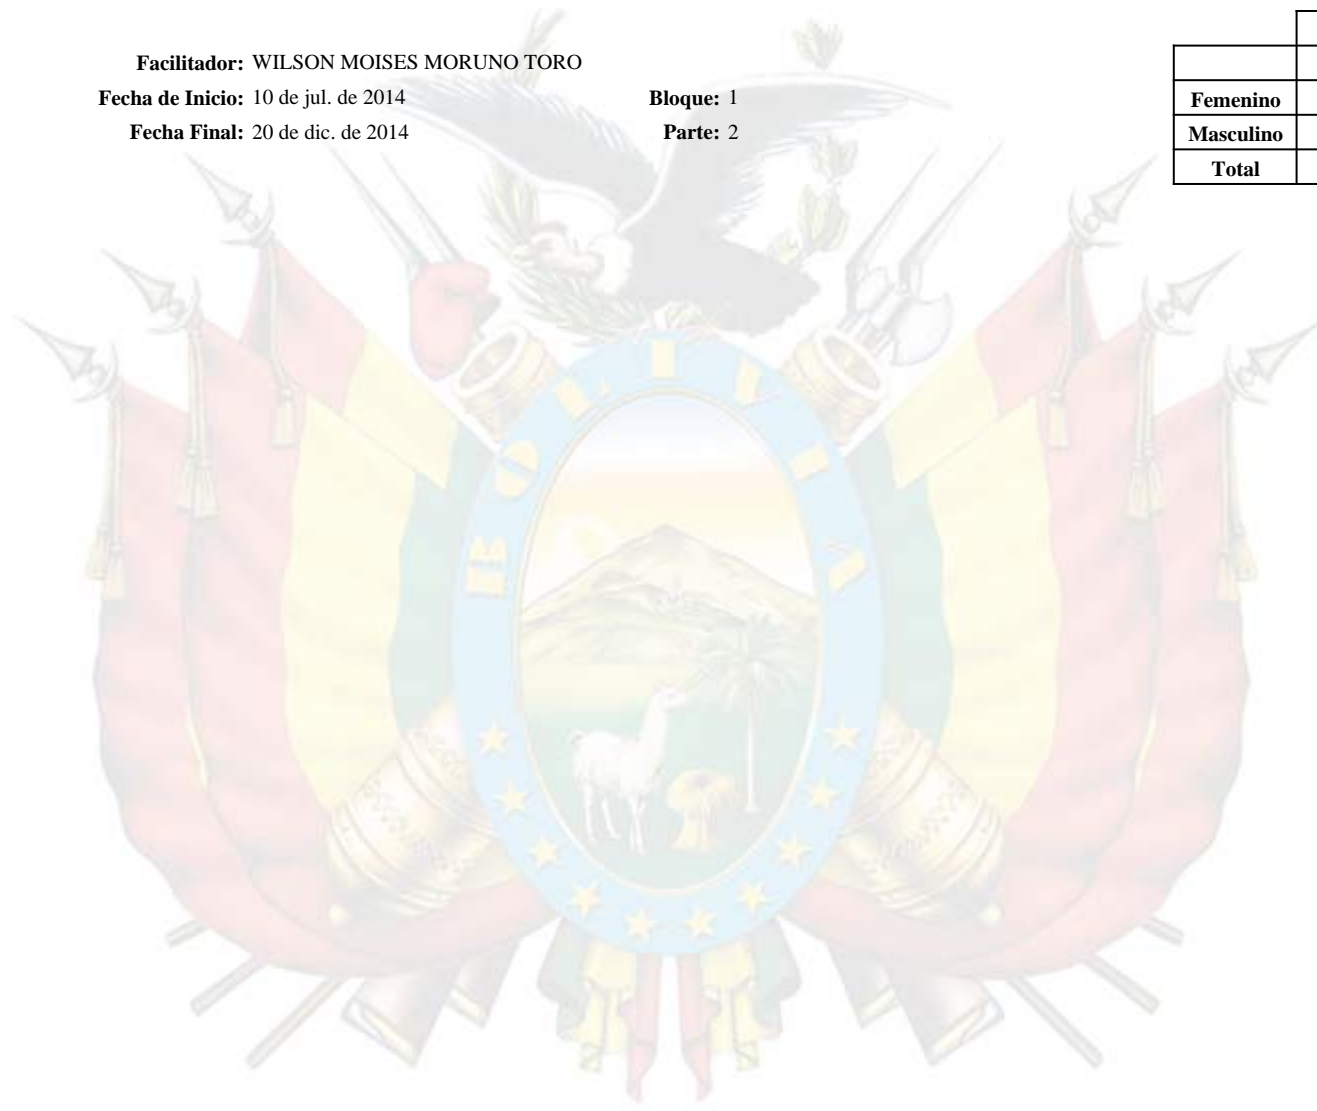 Facilitador: WILSON MOISES MORUNO TORO
Fecha de Inicio: 10 de jul. de 2014 Bloque: 1
Fecha Final: 20 de dic. de 2014 Parte: 2
Femenino
Masculino
Total
BOLIVIA